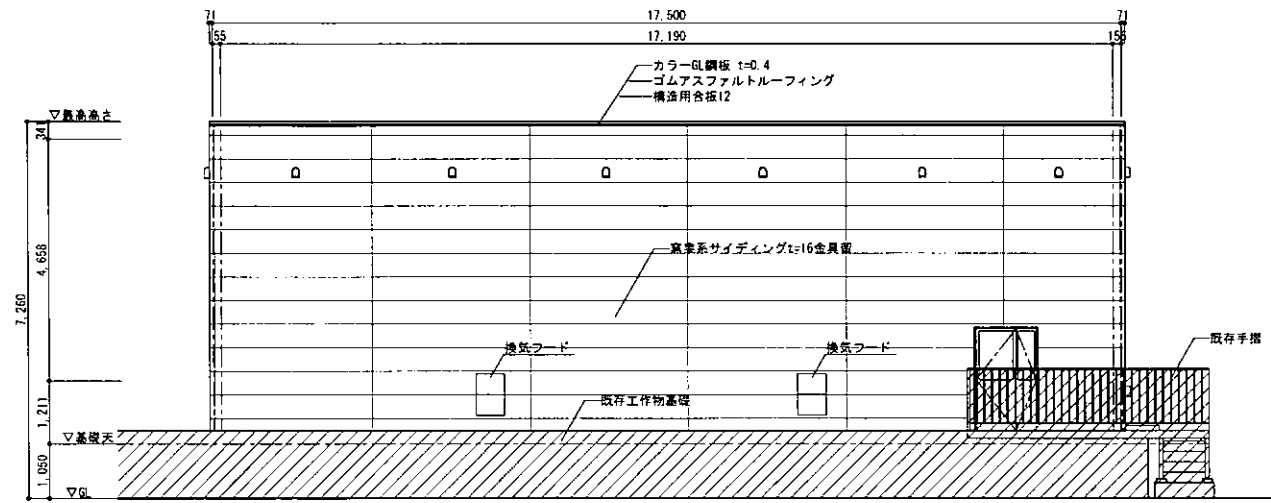 71
17,500
71
155
17,190
155
カラーGL鋼板 t=0.4
ゴムアスファルトルーフィング
構造用合板12
▽最高高さ
341
4,658
7,260
窯業系サイディングt=16金具留
換気フード
換気フード
既存手摺
1,211
既存工作物基礎
▽基礎天
1,050
▽GL